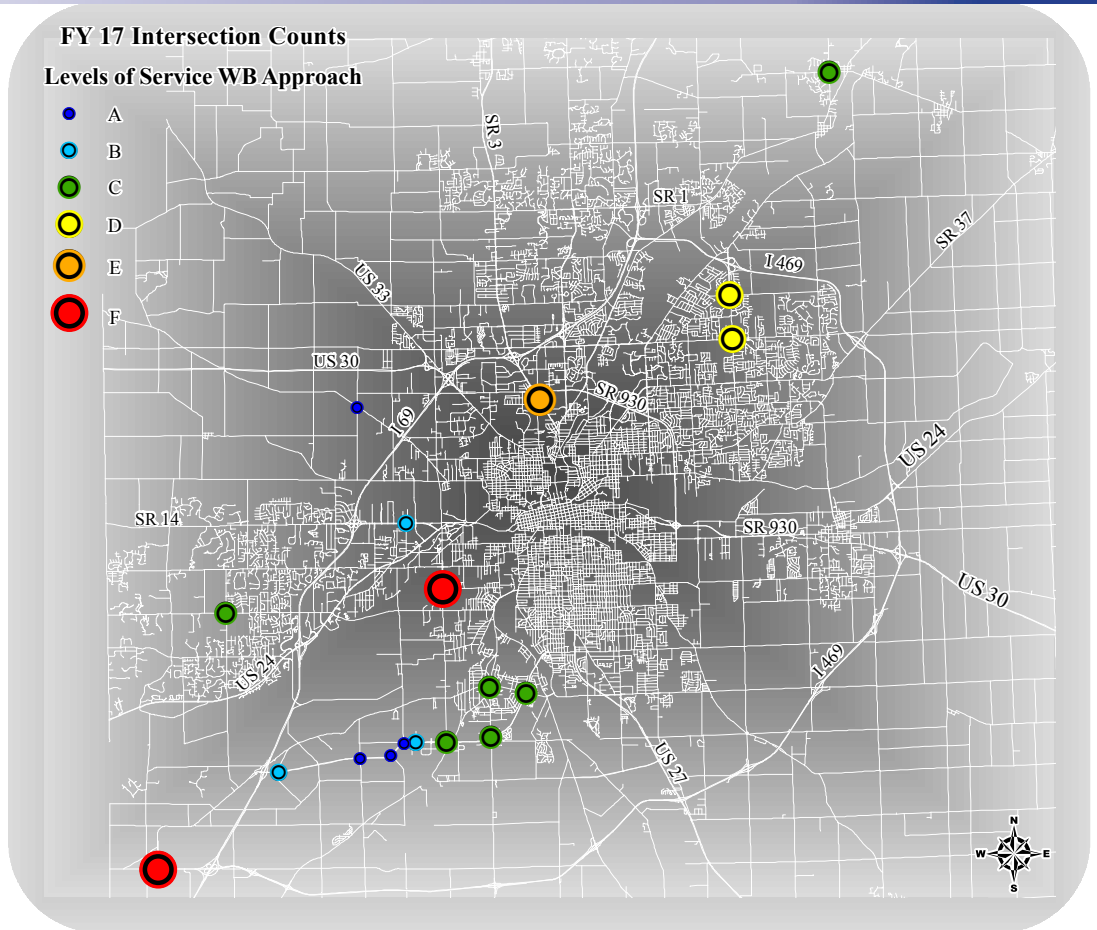 FY 17 Intersection Counts
Levels of Service WB Approach
A
B
C
D
E
F
SR 3
SR 1
SR 37
I 469
US 33
US 30
SR 930
I 69
US 24
SR 14
SR 930
US 30
US 24
I 469
US 27
N
W
E
S